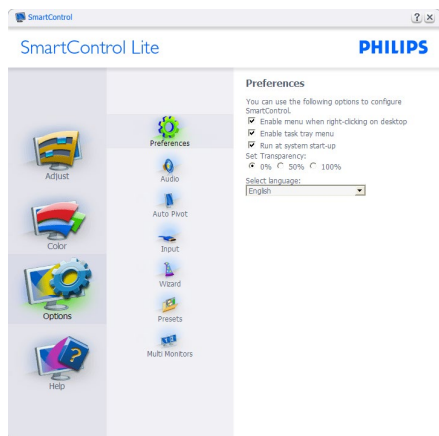 SmartControl
SmartControl Lite
PHILIPS
Adjust
Color
Options
Help
Preferences
Audio
Auto Pivot
Input
Wizard
Presets
Multi Monitors
Preferences
You can use the following options to configure
SmartControl.
Enable menu when right-clicking on desktop
Enable task tray menu
Run at system start-up
Set Transparency:
0% 50% 100%
Select language:
English